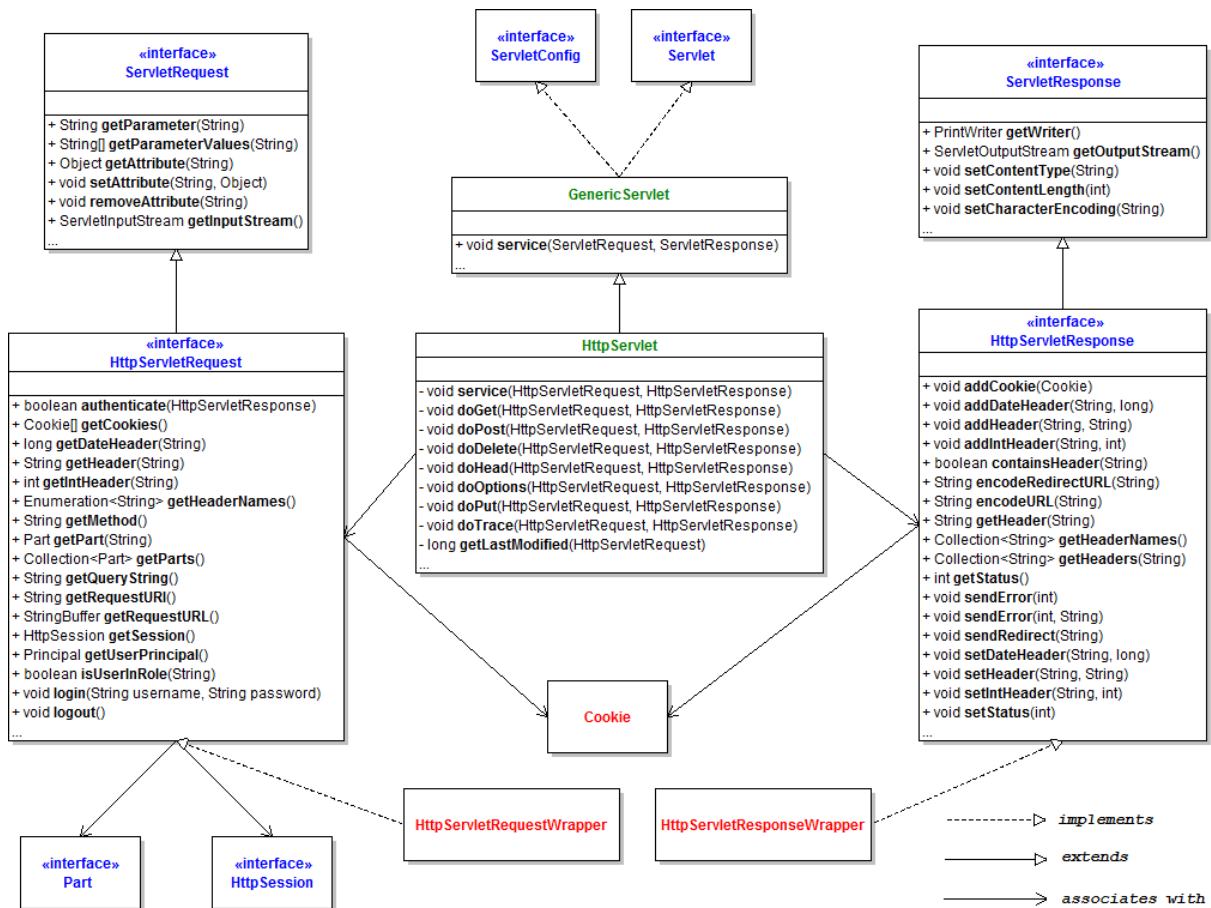 «interface»
ServletRequest
+ String getParameter(String)
+ String[] getParameterValues(String)
+ Object getAttribute(String)
+ void setAttribute(String, Object)
+ void removeAttribute(String)
+ ServletInputStream getInputStream()
...
«interface»
ServletConfig
«interface»
Servlet
«interface»
ServletResponse
+ PrintWriter getWriter()
+ ServletOutputStream getOutputStream()
+ void setContentType(String)
+ void setContentLength(int)
+ void setCharacterEncoding(String)
...
GenericServlet
+ void service(ServletRequest, ServletResponse)
...
«interface»
HttpServletRequest
+ boolean authenticate(HttpServletResponse)
+ Cookie[] getCookies()
+ long getDateHeader(String)
+ String getHeader(String)
+ int getIntHeader(String)
+ Enumeration<String> getHeaderNames()
+ String getMethod()
+ Part getPart(String)
+ Collection<Part> getParts()
+ String getQueryString()
+ String getRequestURI()
+ StringBuffer getRequestURL()
+ HttpSession getSession()
+ Principal getUserPrincipal()
+ boolean isUserInRole(String)
+ void login(String username, String password)
+ void logout()
...
HttpServlet
- void service(HttpServletRequest, HttpServletResponse)
- void doGet(HttpServletRequest, HttpServletResponse)
- void doPost(HttpServletRequest, HttpServletResponse)
- void doDelete(HttpServletRequest, HttpServletResponse)
- void doHead(HttpServletRequest, HttpServletResponse)
- void doOptions(HttpServletRequest, HttpServletResponse)
- void doPut(HttpServletRequest, HttpServletResponse)
- void doTrace(HttpServletRequest, HttpServletResponse)
- long getLastModified(HttpServletRequest)
...
«interface»
HttpServletResponse
+ void addCookie(Cookie)
+ void addDateHeader(String, long)
+ void addHeader(String, String)
+ void addIntHeader(String, int)
+ boolean containsHeader(String)
+ String encodeRedirectURL(String)
+ String encodeURL(String)
+ String getHeader(String)
+ Collection<String> getHeaderNames()
+ Collection<String> getHeaders(String)
+ int getStatus()
+ void sendError(int)
+ void sendError(int, String)
+ void sendRedirect(String)
+ void setDateHeader(String, long)
+ void setHeader(String, String)
+ void setIntHeader(String, int)
+ void setStatus(int)
...
Cookie
HttpServletRequestWrapper
HttpServletResponseWrapper
«interface»
Part
«interface»
HttpSession
implements
extends
associates with